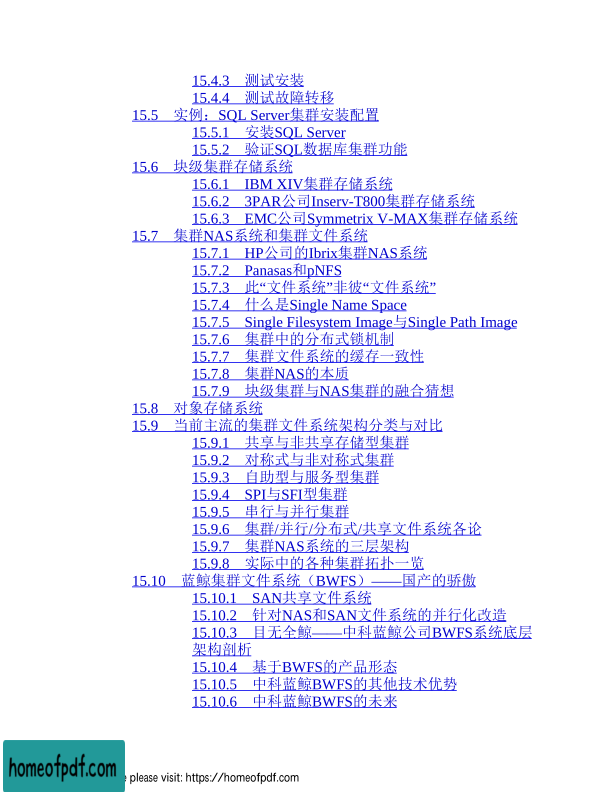 15.4.3 测试安装
15.4.4 测试故障转移
15.5 实例：SQL Server集群安装配置
15.5.1 安装SQL Server
15.5.2 验证SQL数据库集群功能
15.6 块级集群存储系统
15.6.1 IBM XIV集群存储系统
15.6.2 3PAR公司Inserv-T800集群存储系统
15.6.3 EMC公司Symmetrix V-MAX集群存储系统
15.7 集群NAS系统和集群文件系统
15.7.1 HP公司的Ibrix集群NAS系统
15.7.2 Panasas和pNFS
15.7.3 此“文件系统”非彼“文件系统”
15.7.4 什么是Single Name Space
15.7.5 Single Filesystem Image与Single Path Image
15.7.6 集群中的分布式锁机制
15.7.7 集群文件系统的缓存一致性
15.7.8 集群NAS的本质
15.7.9 块级集群与NAS集群的融合猜想
15.8 对象存储系统
15.9 当前主流的集群文件系统架构分类与对比
15.9.1 共享与非共享存储型集群
15.9.2 对称式与非对称式集群
15.9.3 自助型与服务型集群
15.9.4 SPI与SFI型集群
15.9.5 串行与并行集群
15.9.6 集群/并行/分布式/共享文件系统各论
15.9.7 集群NAS系统的三层架构
15.9.8 实际中的各种集群拓扑一览
15.10 蓝鲸集群文件系统（BWFS）——国产的骄傲
15.10.1 SAN共享文件系统
15.10.2 针对NAS和SAN文件系统的并行化改造
15.10.3 目无全鲸——中科蓝鲸公司BWFS系统底层
架构剖析
15.10.4 基于BWFS的产品形态
15.10.5 中科蓝鲸BWFS的其他技术优势
15.10.6 中科蓝鲸BWFS的未来
homeofpdf.com
please visit: https://homeofpdf.com